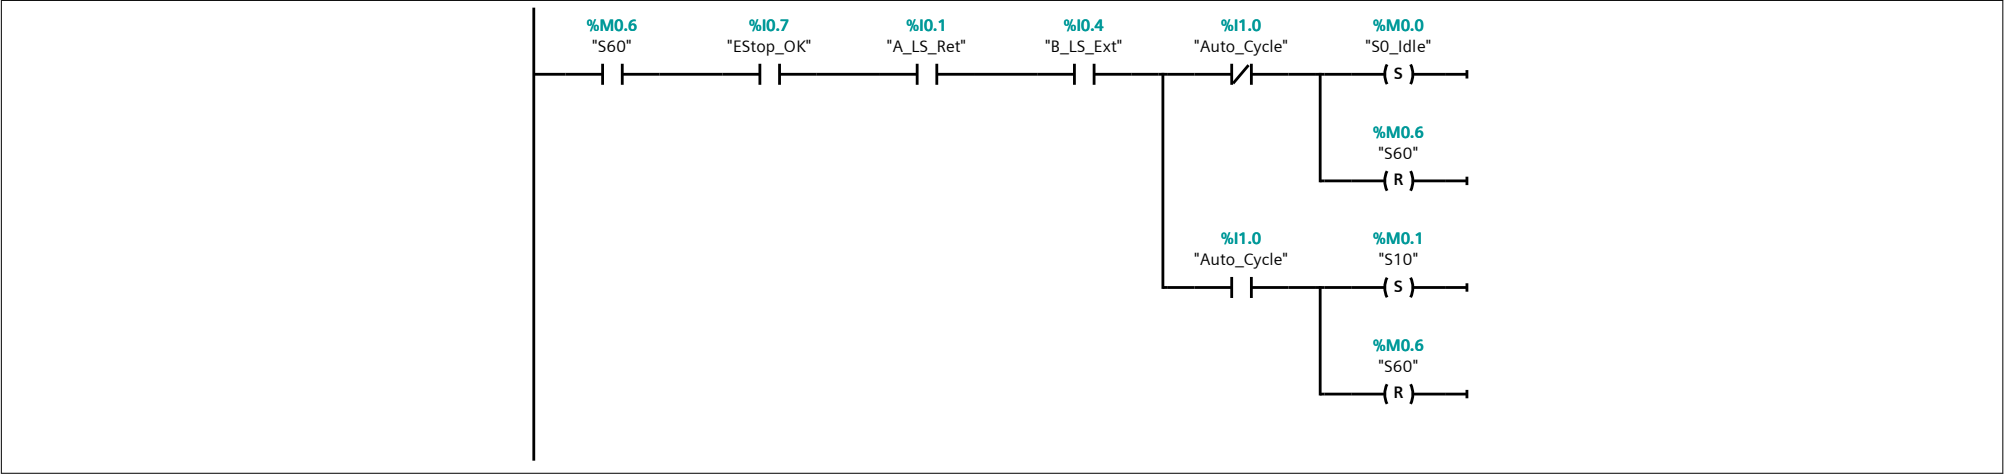 %M0.6 %I0.7 %I0.1 %I0.4 %I1.0 %M0.0
"S60" "EStop_OK" "A_LS_Ret" "B_LS_Ext" "Auto_Cycle" "S0_Idle"
S
%M0.6
"S60"
R
%I1.0 %M0.1
"Auto_Cycle" "S10"
S
%M0.6
"S60"
R